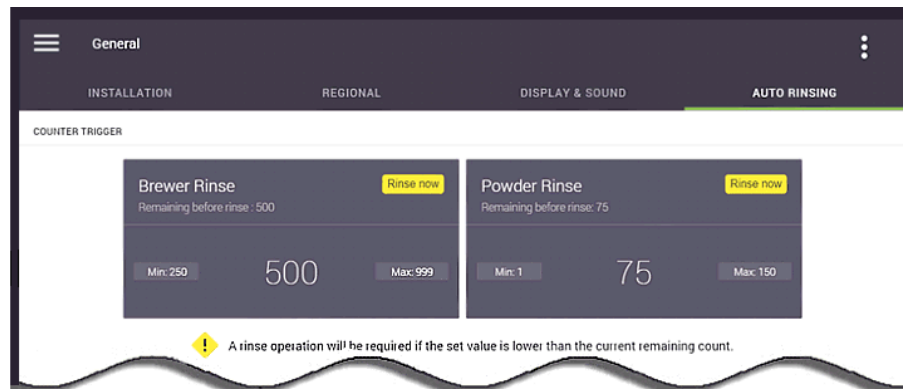 General
INSTALLATION REGIONAL DISPLAY & SOUND AUTO RINSING
COUNTER TRIGGER
Brewer Rinse Rinse now
Remaining before rinse : 500
Min: 250 500 Max: 999
Powder Rinse Rinse now
Remaining before rinse: 75
Min: 1 75 Max: 150
! A rinse operation will be required if the set value is lower than the current remaining count.